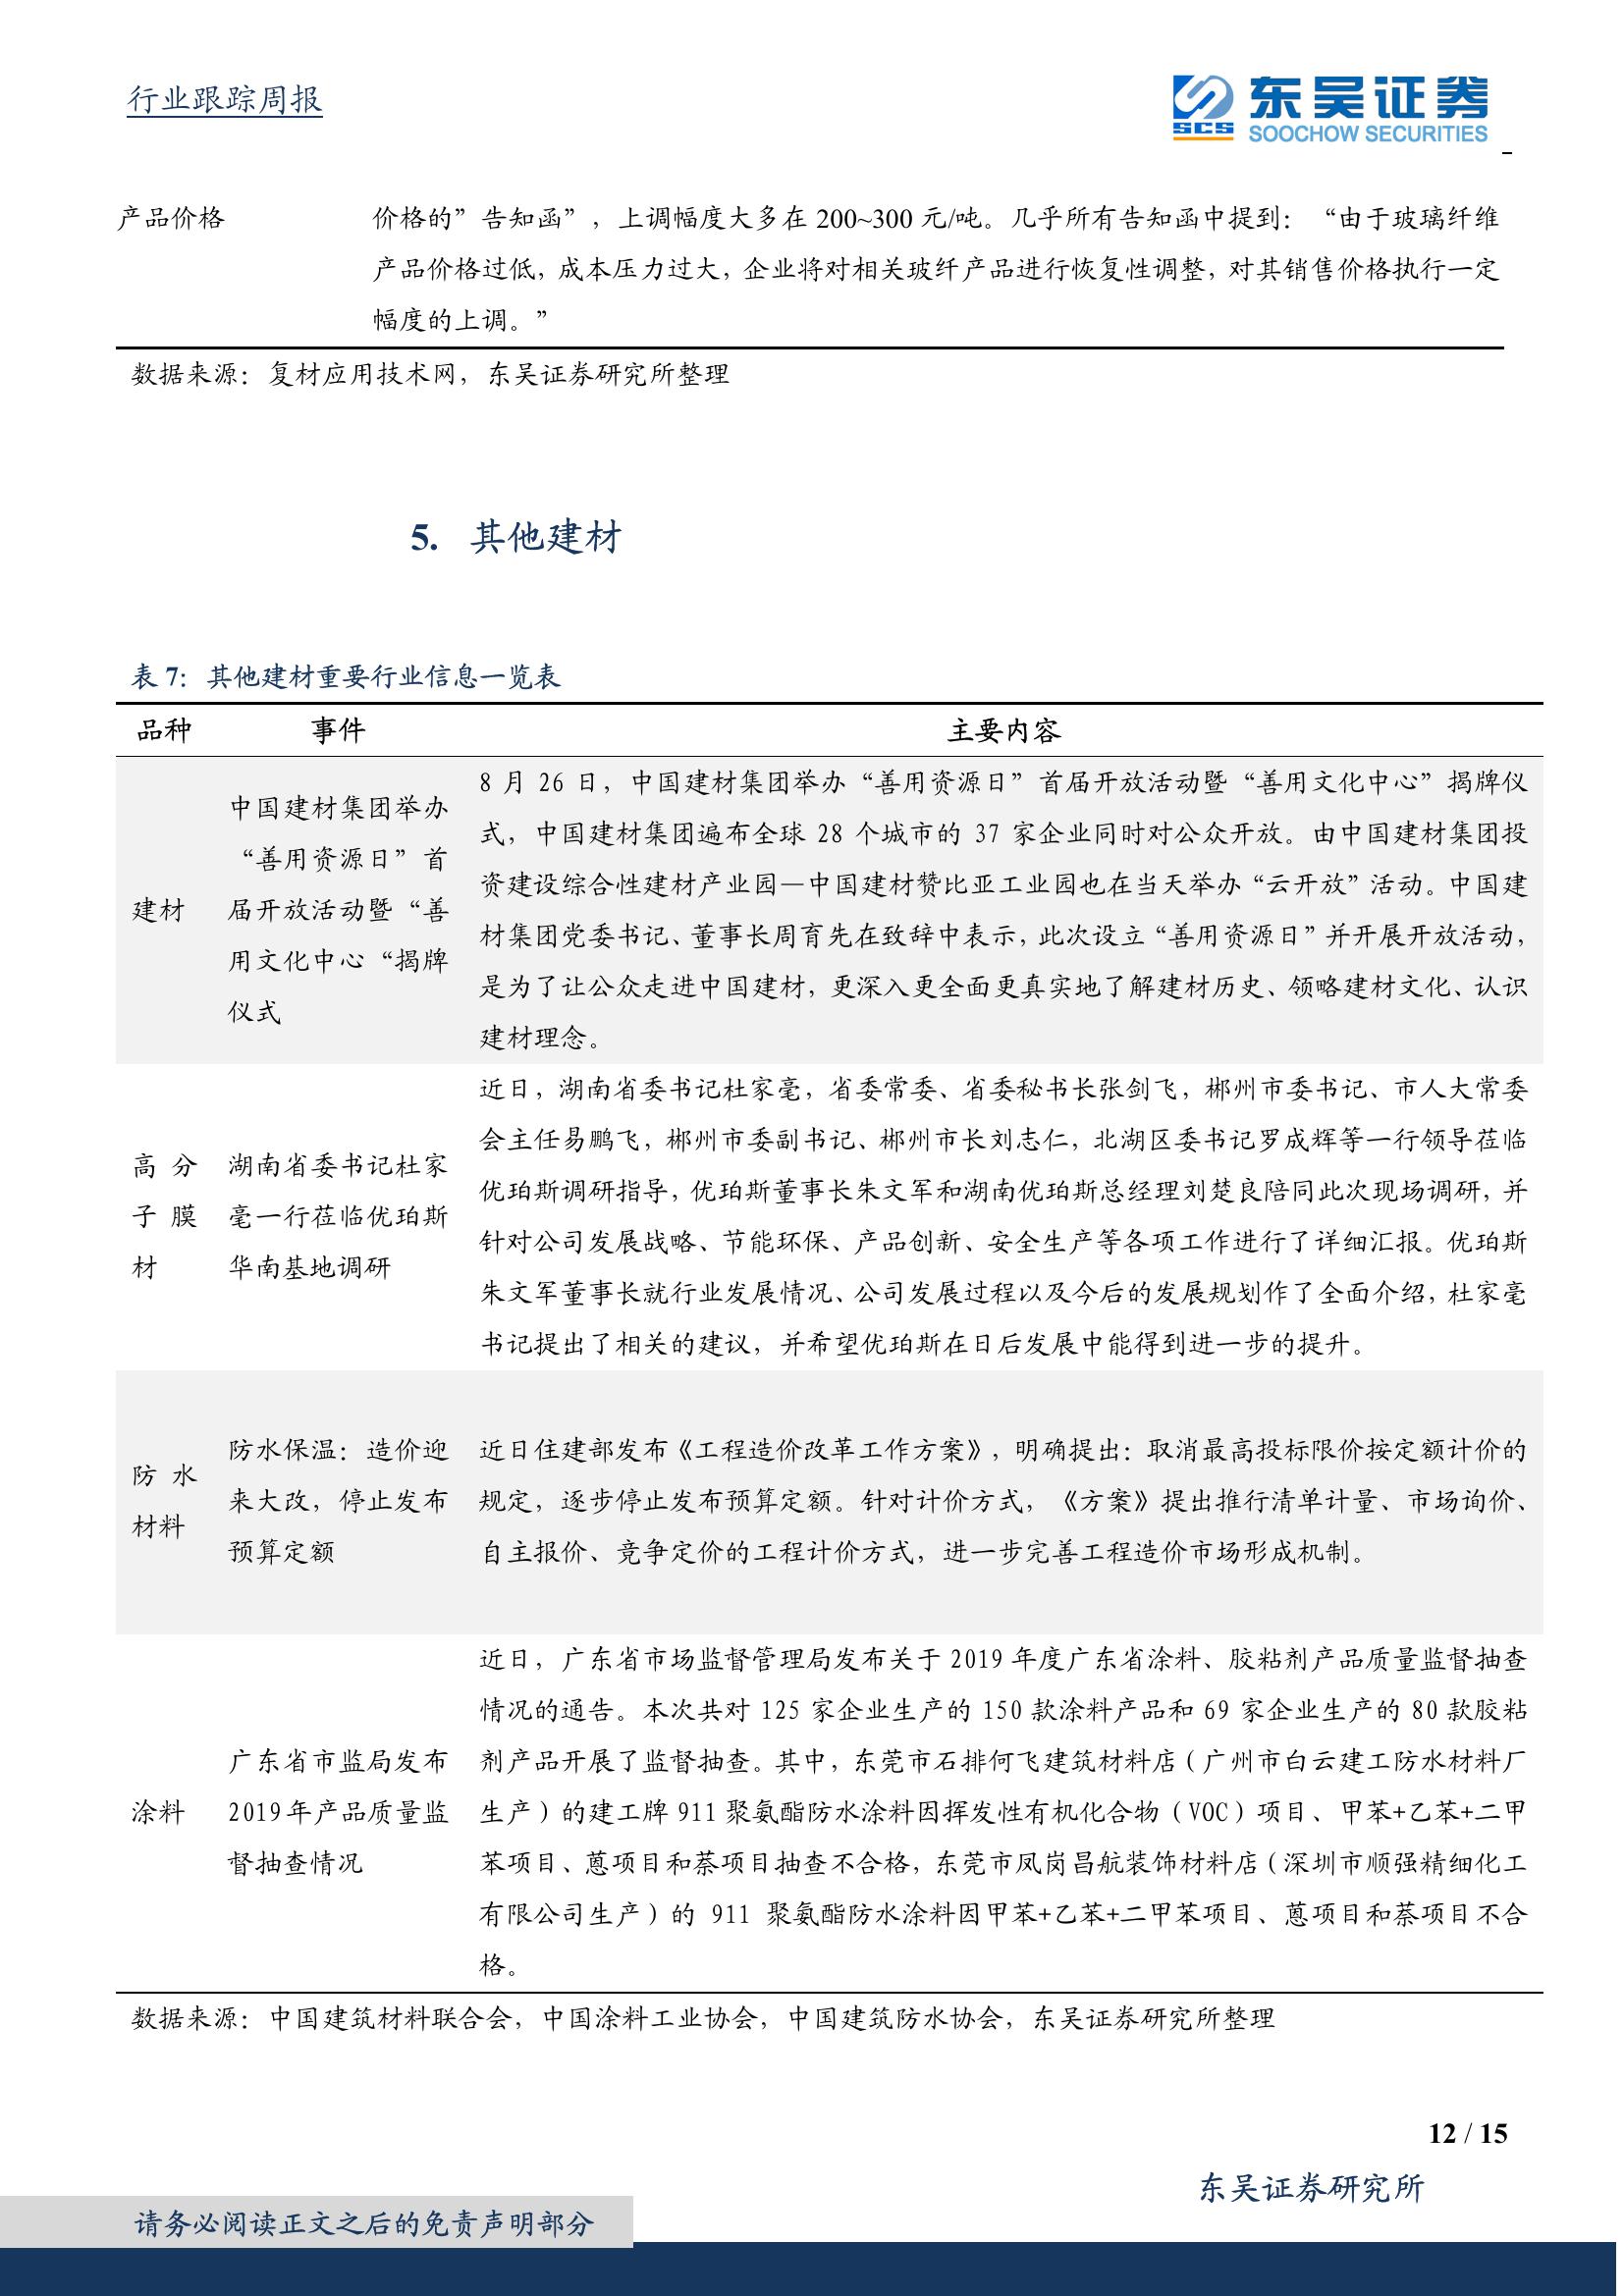 行业跟踪周报
东吴证券
SCS
SOOCHOW SECURITIES
产品价格
价格的”告知函”，上调幅度大多在 200~300 元/吨。几乎所有告知函中提到：“由于玻璃纤维
产品价格过低，成本压力过大，企业将对相关玻纤产品进行恢复性调整，对其销售价格执行一定
幅度的上调。”
数据来源：复材应用技术网，东吴证券研究所整理
5. 其他建材
表 7：其他建材重要行业信息一览表
品种 事件 主要内容
建材
中国建材集团举办
“善用资源日”首
届开放活动暨“善
用文化中心“揭牌
仪式
8 月 26 日，中国建材集团举办“善用资源日”首届开放活动暨“善用文化中心”揭牌仪
式，中国建材集团遍布全球 28 个城市的 37 家企业同时对公众开放。由中国建材集团投
资建设综合性建材产业园—中国建材赞比亚工业园也在当天举办“云开放”活动。中国建
材集团党委书记、董事长周育先在致辞中表示，此次设立“善用资源日”并开展开放活动，
是为了让公众走进中国建材，更深入更全面更真实地了解建材历史、领略建材文化、认识
建材理念。
高 分
子 膜
材
湖南省委书记杜家
毫一行莅临优珀斯
华南基地调研
近日，湖南省委书记杜家毫，省委常委、省委秘书长张剑飞，郴州市委书记、市人大常委
会主任易鹏飞，郴州市委副书记、郴州市长刘志仁，北湖区委书记罗成辉等一行领导莅临
优珀斯调研指导，优珀斯董事长朱文军和湖南优珀斯总经理刘楚良陪同此次现场调研，并
针对公司发展战略、节能环保、产品创新、安全生产等各项工作进行了详细汇报。优珀斯
朱文军董事长就行业发展情况、公司发展过程以及今后的发展规划作了全面介绍，杜家毫
书记提出了相关的建议，并希望优珀斯在日后发展中能得到进一步的提升。
防 水
材料
防水保温：造价迎
来大改，停止发布
预算定额
近日住建部发布《工程造价改革工作方案》，明确提出：取消最高投标限价按定额计价的
规定，逐步停止发布预算定额。针对计价方式，《方案》提出推行清单计量、市场询价、
自主报价、竞争定价的工程计价方式，进一步完善工程造价市场形成机制。
涂料
广东省市监局发布
2019 年产品质量监
督抽查情况
近日，广东省市场监督管理局发布关于 2019 年度广东省涂料、胶粘剂产品质量监督抽查
情况的通告。本次共对 125 家企业生产的 150 款涂料产品和 69 家企业生产的 80 款胶粘
剂产品开展了监督抽查。其中，东莞市石排何飞建筑材料店（广州市白云建工防水材料厂
生产）的建工牌 911 聚氨酯防水涂料因挥发性有机化合物（VOC）项目、甲苯+乙苯+二甲
苯项目、蒽项目和萘项目抽查不合格，东莞市凤岗昌航装饰材料店（深圳市顺强精细化工
有限公司生产）的 911 聚氨酯防水涂料因甲苯+乙苯+二甲苯项目、蒽项目和萘项目不合
格。
数据来源：中国建筑材料联合会，中国涂料工业协会，中国建筑防水协会，东吴证券研究所整理
12 / 15
东吴证券研究所
请务必阅读正文之后的免责声明部分